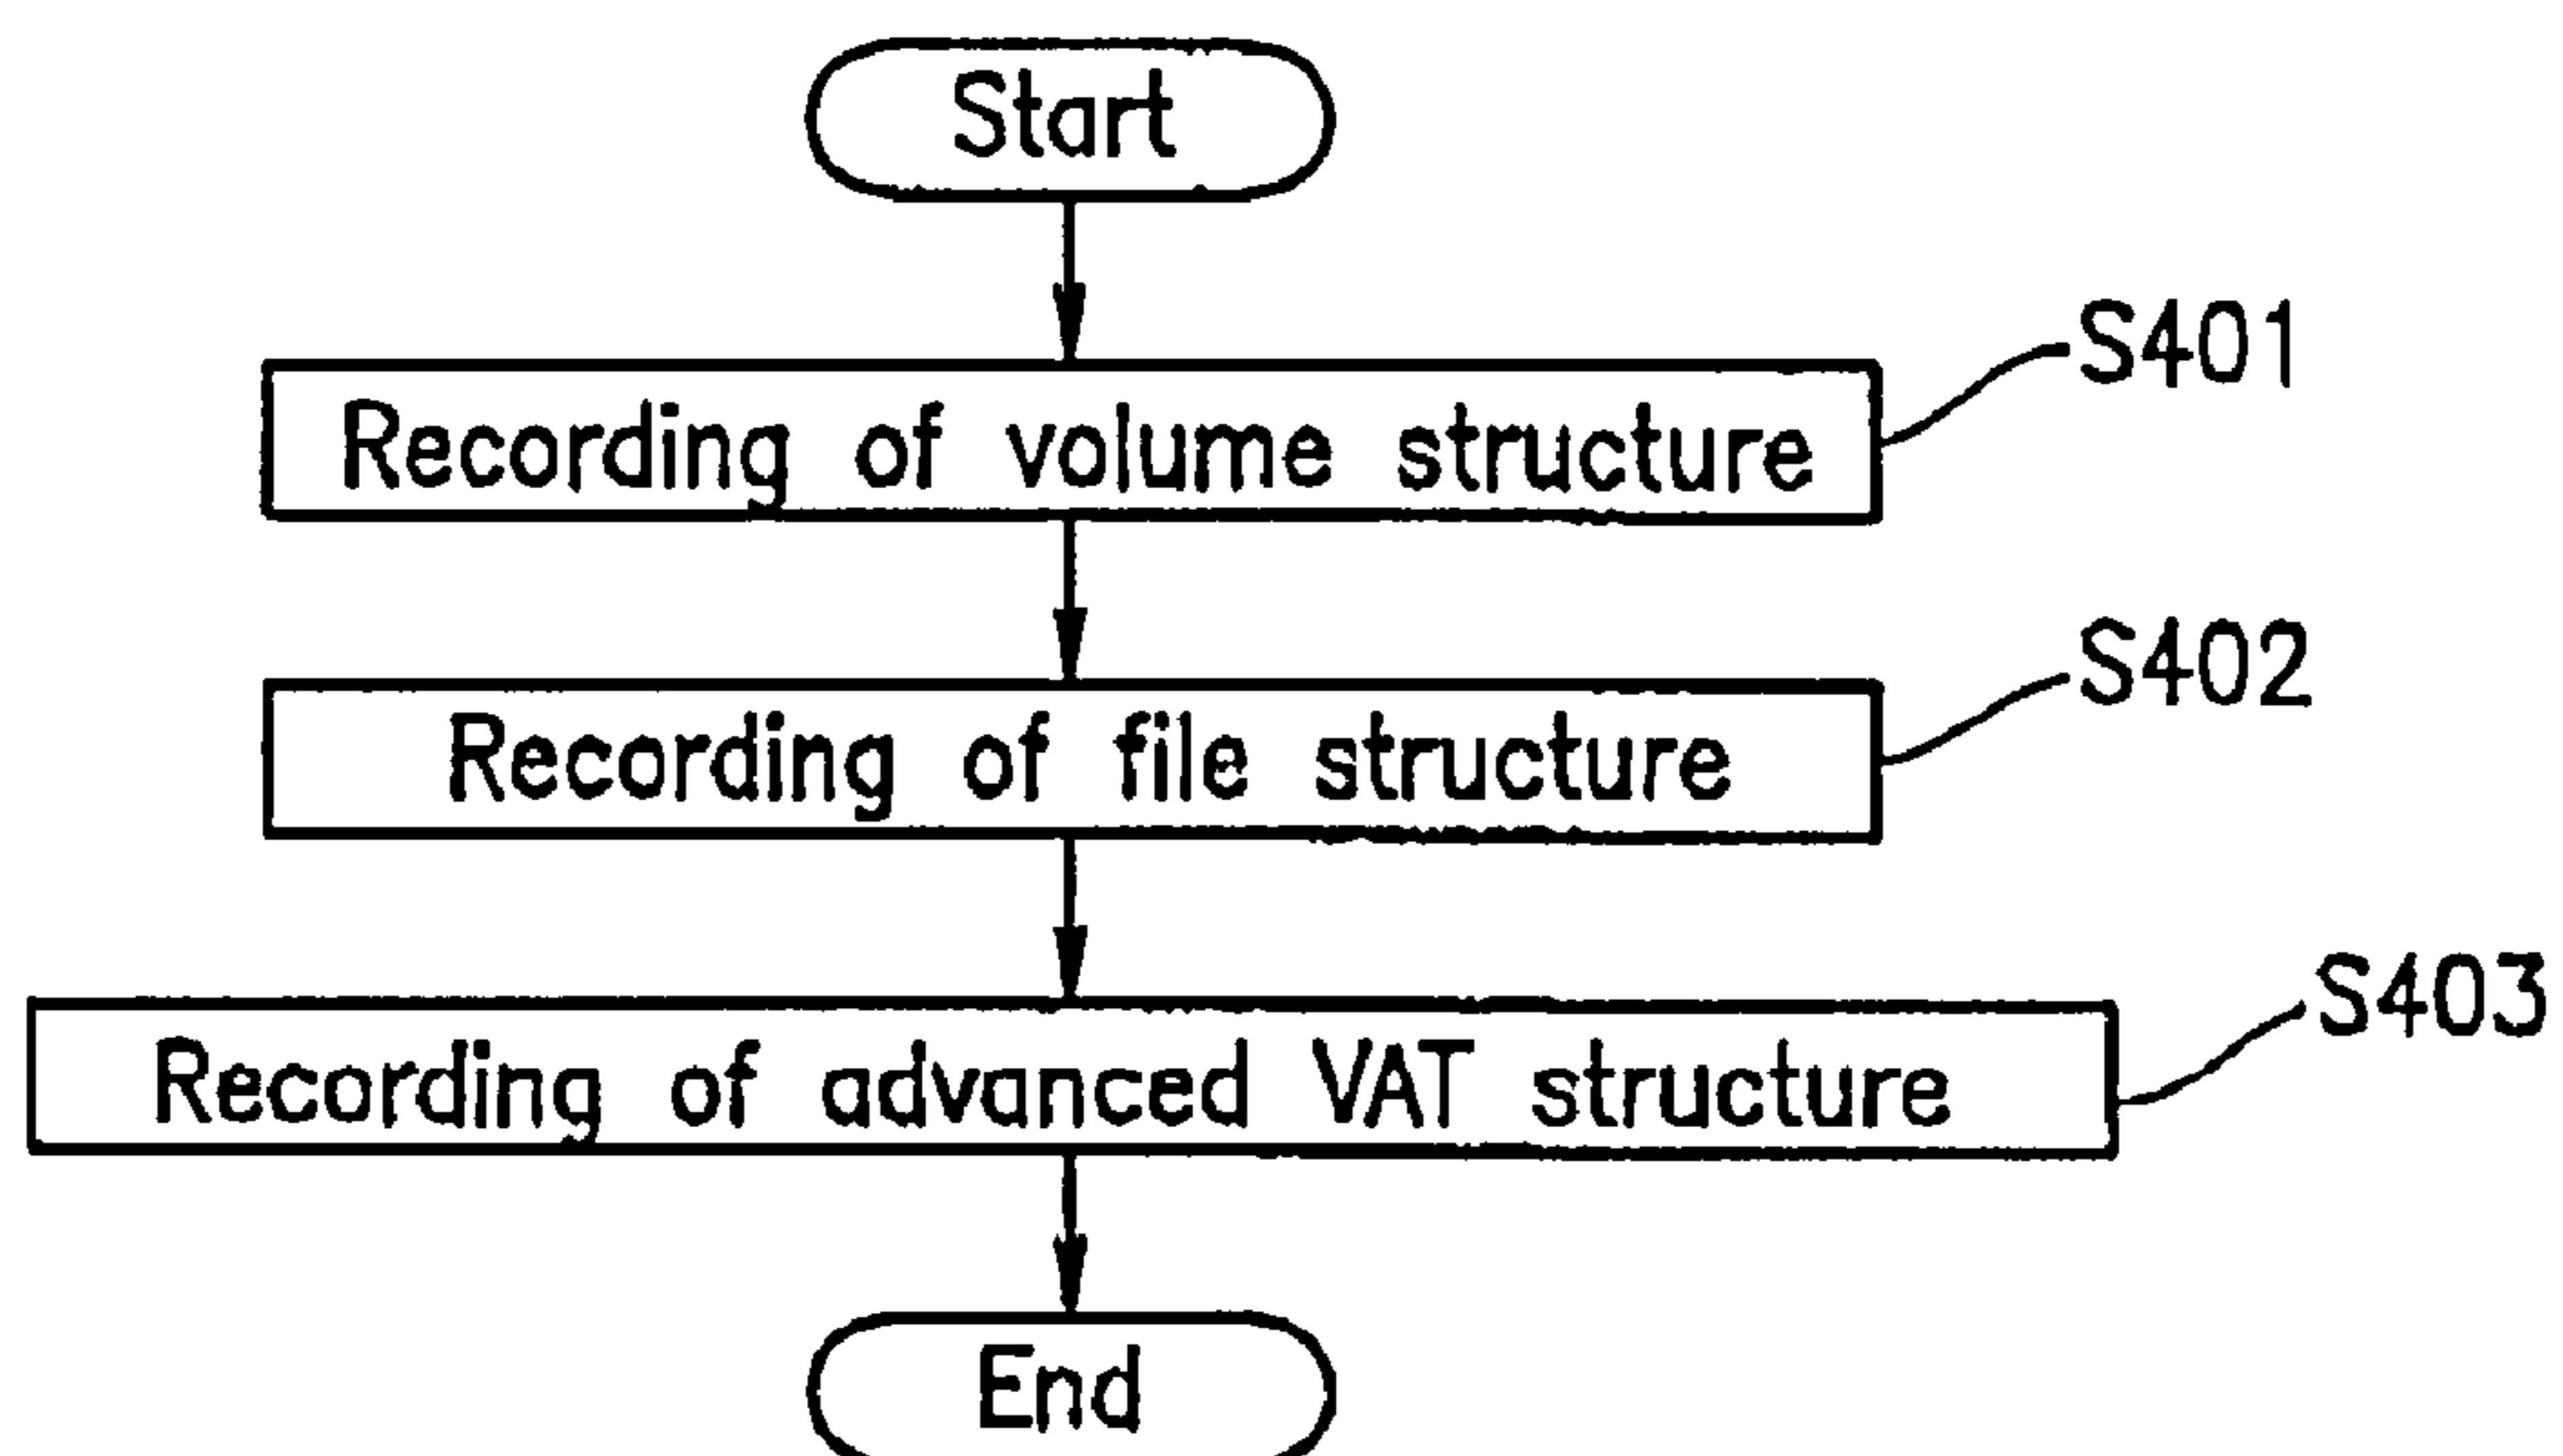 Start
S401
Recording of volume structure
S402
Recording of file structure
S403
Recording of advanced VAT structure
End